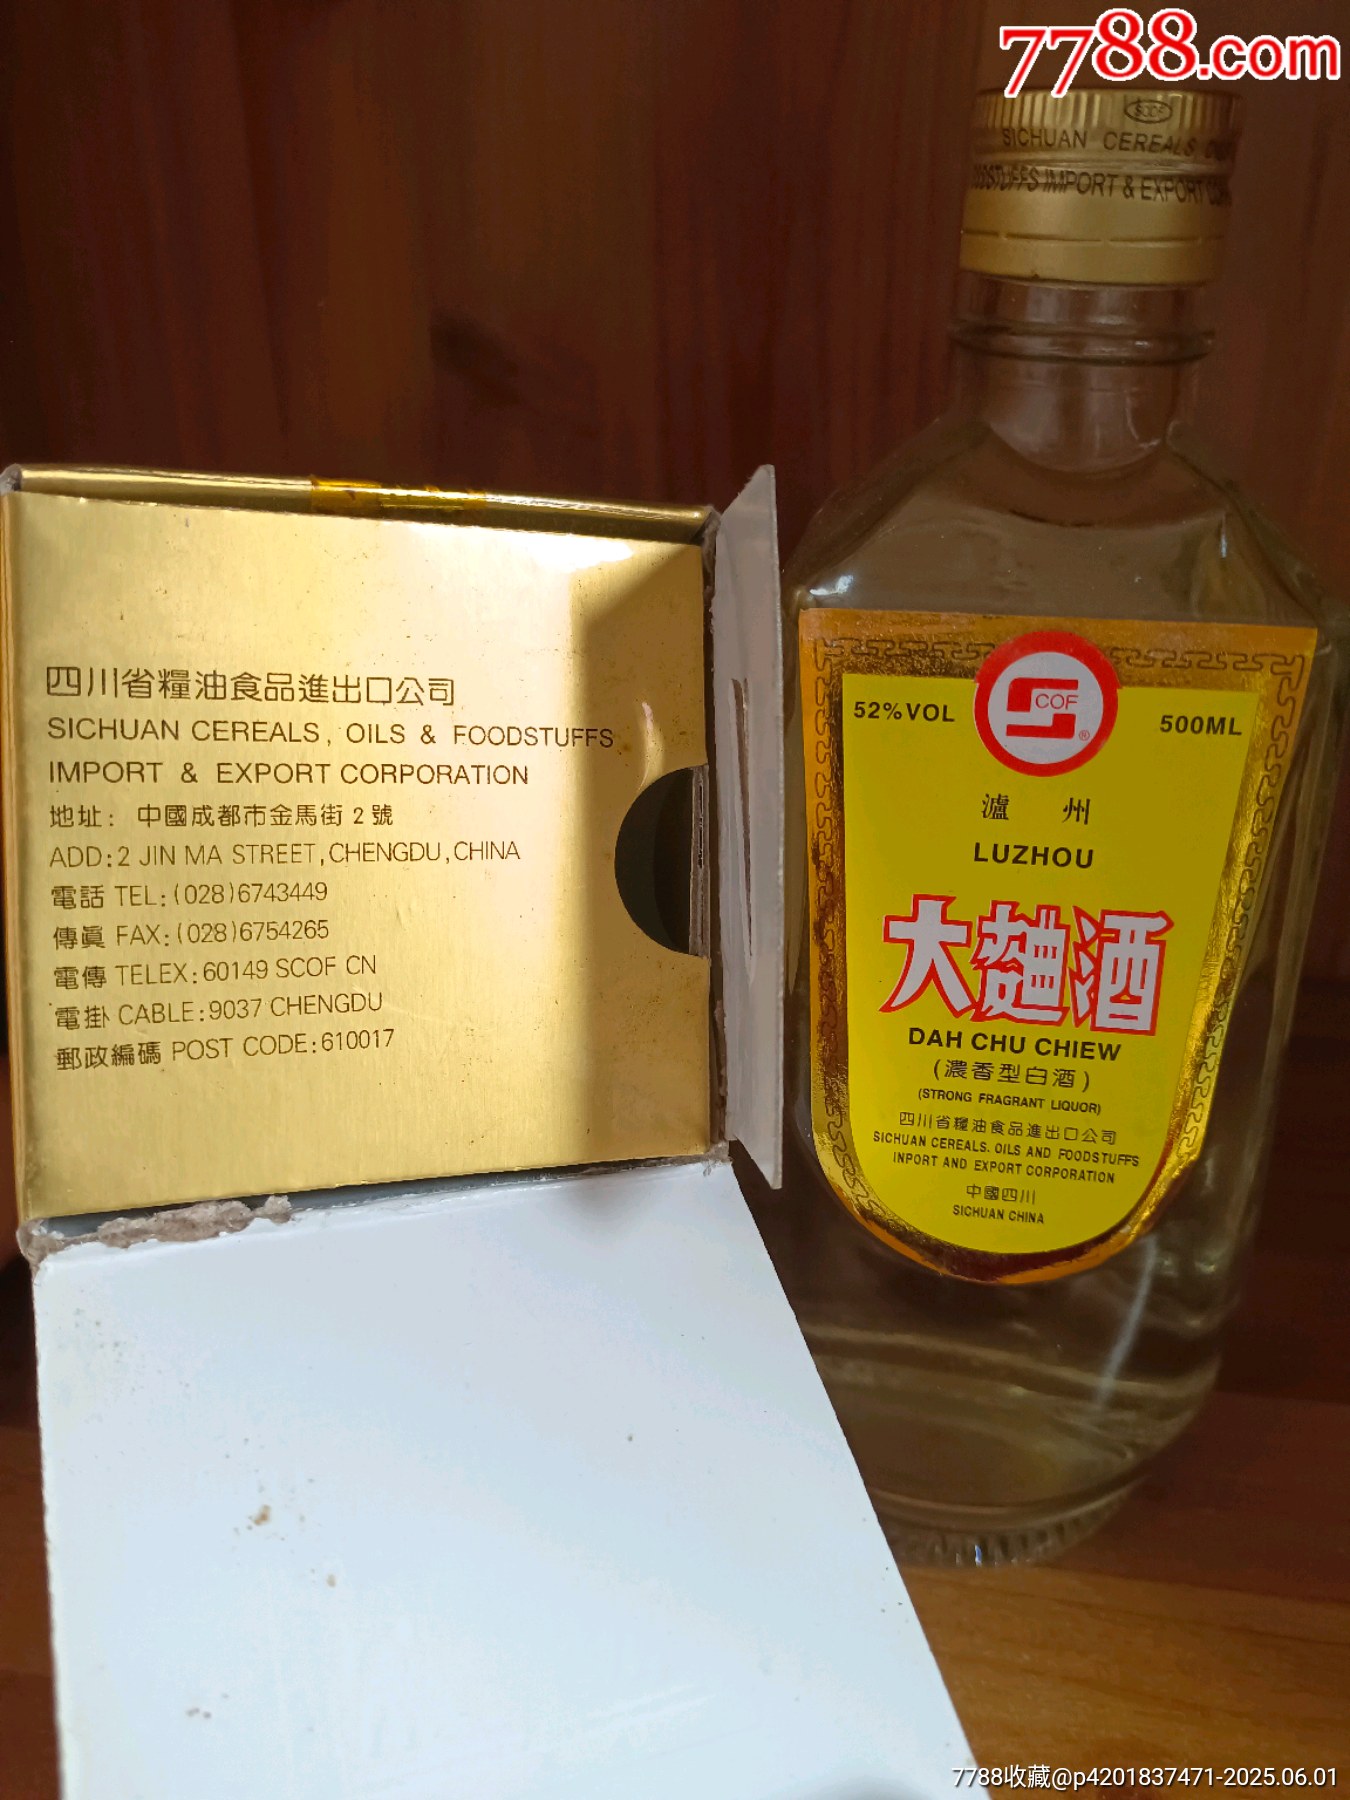 7788.com
SCOF
SICHUAN CEREALS
IMPORT & EXPORT
四川省糧油食品進出口公司
SICHUAN CEREALS, OILS & FOODSTUFFS
IMPORT & EXPORT CORPORATION
地址: 中國成都市金馬街 2 號
ADD:2 JIN MA STREET,CHENGDU,CHINA
電話 TEL:(028)6743449
傳眞 FAX:(028)6754265
電傳 TELEX:60149 SCOF CN
電掛 CABLE:9037 CHENGDU
郵政編碼 POST CODE:610017
COF
®
52%VOL 500ML
瀘州
LUZHOU
大麯酒
DAH CHU CHIEW
(濃香型白酒)
(STRONG FRAGRANT LIQUOR)
四川省糧油食品進出口公司
SICHUAN CEREALS. OILS AND FOODSTUFFS
INPORT AND EXPORT CORPORATION
中國四川
SICHUAN CHINA
7788收藏@p4201837471-2025.06.01